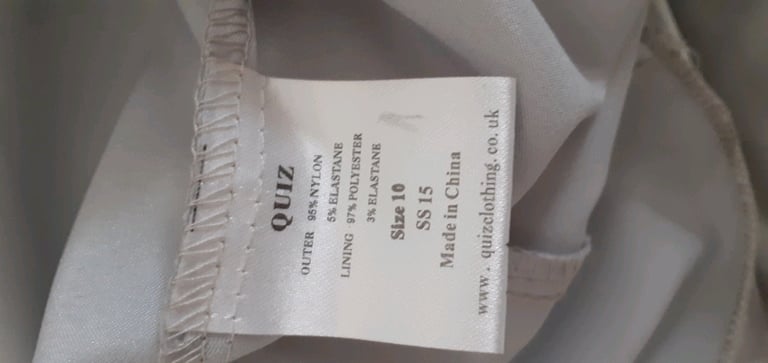 QUIZ
OUTER 95% NYLON
5% ELASTANE
LINING 97% POLYESTER
3% ELASTANE
Size 10
SS 15
Made in China
www. quizclothing. co. uk